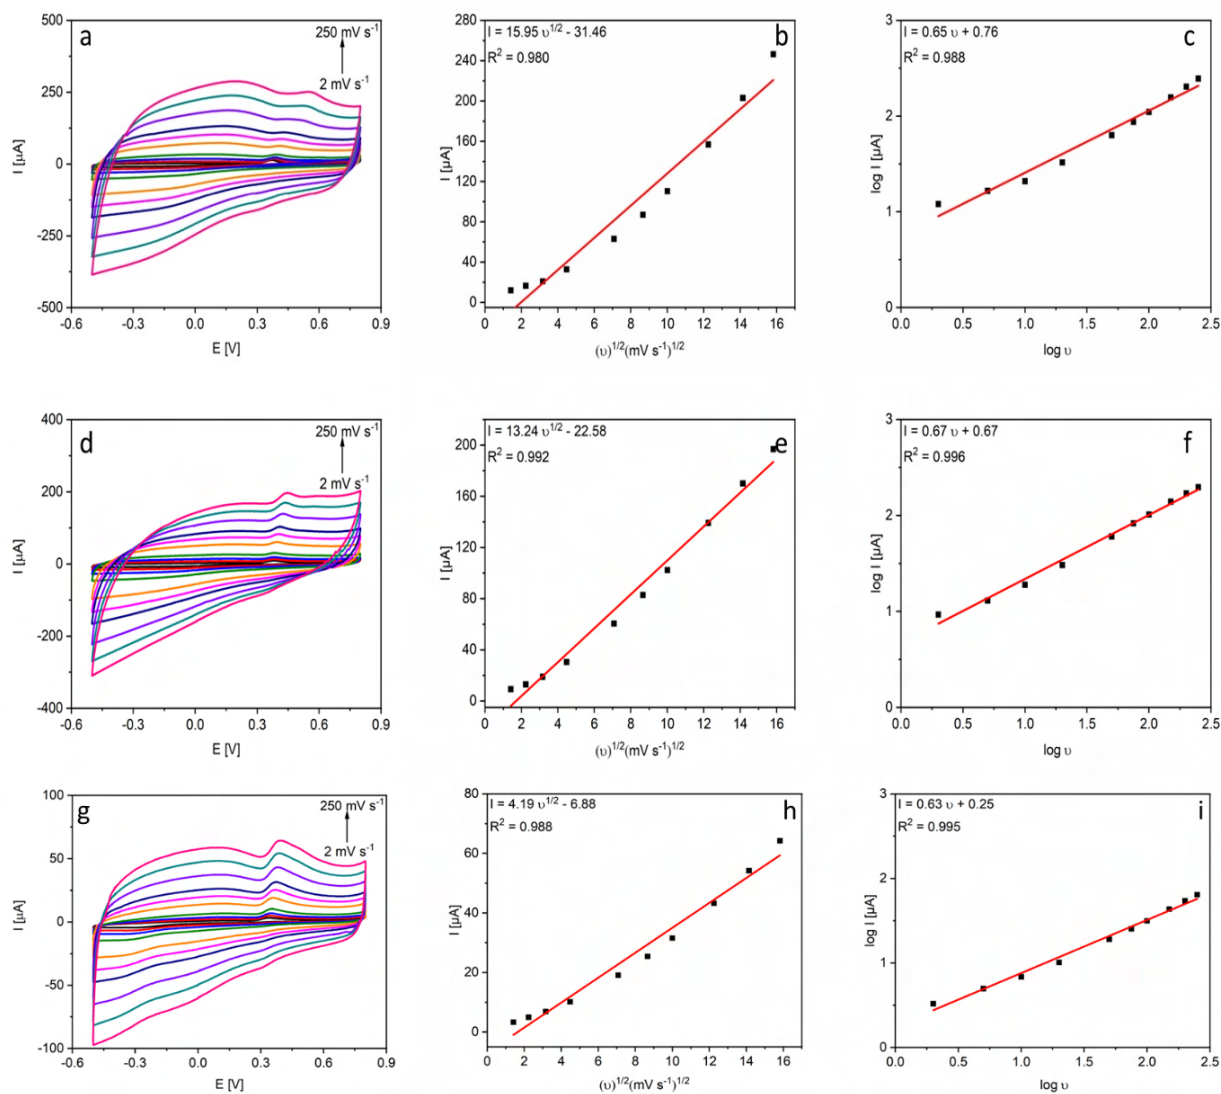 a
250 mV s⁻¹
2 mV s⁻¹
500
250
0
-250
-500
I [µA]
-0.6 -0.3 0.0 0.3 0.6 0.9
E [V]
b
I = 15.95 υ^1/2 - 31.46
R² = 0.980
280
240
200
160
120
80
40
0
I [µA]
0 2 4 6 8 10 12 14 16
(υ)^1/2(mV s⁻¹)^1/2
c
I = 0.65 υ + 0.76
R² = 0.988
3
2
1
0
log I [µA]
0.0 0.5 1.0 1.5 2.0 2.5
log υ
d
250 mV s⁻¹
2 mV s⁻¹
400
200
0
-200
-400
I [µA]
-0.6 -0.3 0.0 0.3 0.6 0.9
E [V]
e
I = 13.24 υ^1/2 - 22.58
R² = 0.992
200
160
120
80
40
0
I [µA]
0 2 4 6 8 10 12 14 16
(υ)^1/2(mV s⁻¹)^1/2
f
I = 0.67 υ + 0.67
R² = 0.996
3
2
1
0
log I [µA]
0.0 0.5 1.0 1.5 2.0 2.5
log υ
g
250 mV s⁻¹
2 mV s⁻¹
100
50
0
-50
-100
I [µA]
-0.6 -0.3 0.0 0.3 0.6 0.9
E [V]
h
I = 4.19 υ^1/2 - 6.88
R² = 0.988
80
60
40
20
0
I [µA]
0 2 4 6 8 10 12 14 16
(υ)^1/2(mV s⁻¹)^1/2
i
I = 0.63 υ + 0.25
R² = 0.995
3
2
1
0
log I [µA]
0.0 0.5 1.0 1.5 2.0 2.5
log υ